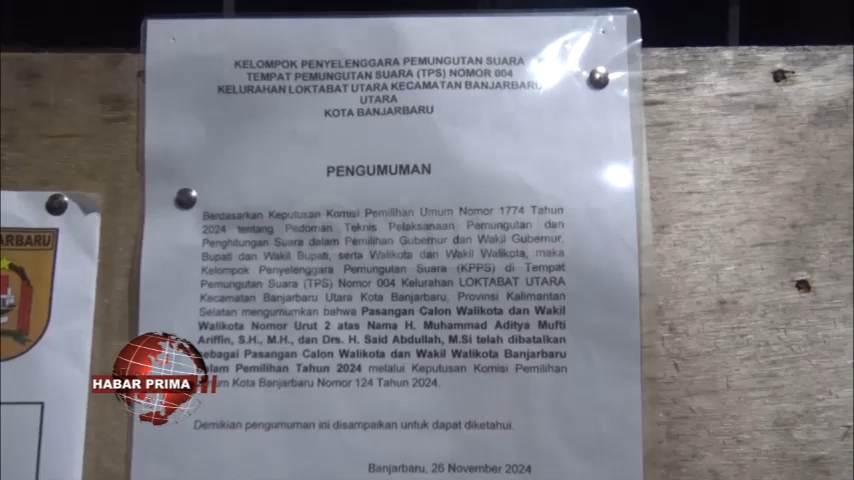 KELOMPOK PENYELENGGARA PEMUNGUTAN SUARA
TEMPAT PEMUNGUTAN SUARA (TPS) NOMOR 004
KELURAHAN LOKTABAT UTARA KECAMATAN BANJARBARU
UTARA
KOTA BANJARBARU
PENGUMUMAN
Berdasarkan Keputusan Komisi Pemilihan Umum Nomor 1774 Tahun
2024 tentang Pedoman Teknis Pelaksanaan Pemungutan dan
Penghitungan Suara dalam Pemilihan Gubernur dan Wakil Gubernur,
Bupati dan Wakil Bupati, serta Walikota dan Wakil Walikota, maka
Kelompok Penyelenggara Pemungutan Suara (KPPS) di Tempat
Pemungutan Suara (TPS) Nomor 004 Kelurahan LOKTABAT UTARA
Kecamatan Banjarbaru Utara Kota Banjarbaru, Provinsi Kalimantan
Selatan mengumumkan bahwa Pasangan Calon Walikota dan Wakil
Walikota Nomor Urut 2 atas Nama H. Muhammad Aditya Mufti
Ariffin, S.H., M.H., dan Drs. H. Said Abdullah, M.Si telah dibatalkan
sebagai Pasangan Calon Walikota dan Wakil Walikota Banjarbaru
dalam Pemilihan Tahun 2024 melalui Keputusan Komisi Pemilihan
um Kota Banjarbaru Nomor 124 Tahun 2024.
Demikian pengumuman ini disampaikan untuk dapat diketahui.
Banjarbaru, 26 November 2024
JARBARU
HABAR PRIMA